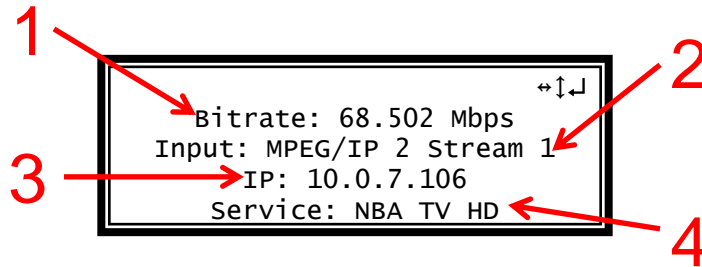 1
2
↔↕↵
Bitrate: 68.502 Mbps
Input: MPEG/IP 2 Stream 1
3
IP: 10.0.7.106
Service: NBA TV HD
4